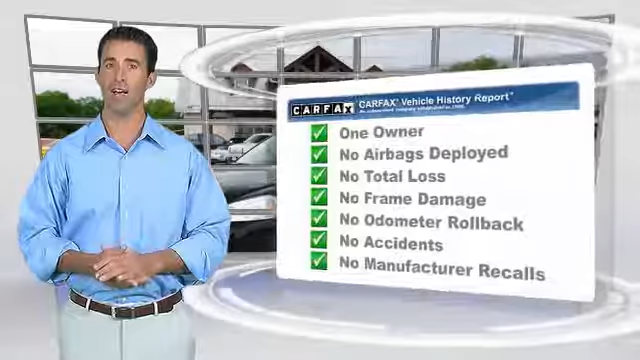 CARFAX CARFAX Vehicle History Report™
One Owner
No Airbags Deployed
No Total Loss
No Frame Damage
No Odometer Rollback
No Accidents
No Manufacturer Recalls